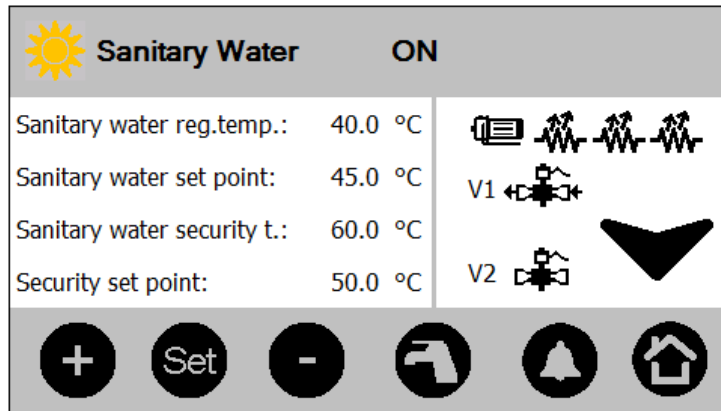 Sanitary Water ON
Sanitary water reg.temp.: 40.0 °C
Sanitary water set point: 45.0 °C
Sanitary water security t.: 60.0 °C
Security set point: 50.0 °C
V1
V2
+ Set -